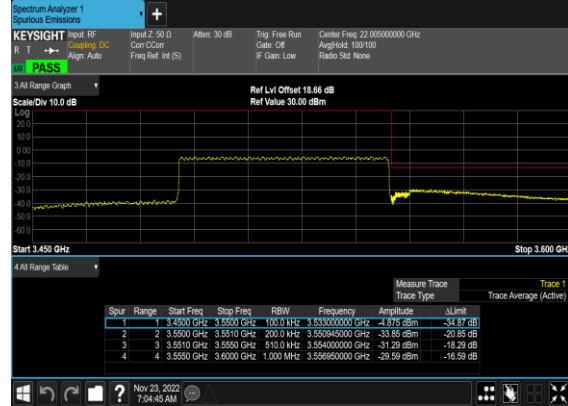 Spectrum Analyzer 1
Spurious Emissions
KEYSIGHT Input: RF Input Z: 50 Ω Atten: 30 dB Trig: Free Run Center Freq: 22.005000000 GHz
R T Coupling: DC Corr CCorr Gate: Off Avg|Hold: 100/100
Align: Auto Freq Ref: Int (S) IF Gain: Low Radio Std: None
PASS
3 All Range Graph
Ref Lvl Offset 18.66 dB
Scale/Div 10.0 dB Ref Value 30.00 dBm
Log
20.0
10.0
0.00
-10.0
-20.0
-30.0
-40.0
-50.0
-60.0
Start 3.450 GHz Stop 3.600 GH
4 All Range Table
Measure Trace Trace 1
Trace Type Trace Average (Active)
Spur Range Start Freq Stop Freq RBW Frequency Amplitude ΔLimit
1 1 3.4500 GHz 3.5500 GHz 100.0 kHz 3.533000000 GHz -4.875 dBm -34.87 dB
2 2 3.5500 GHz 3.5510 GHz 200.0 kHz 3.550945000 GHz -33.85 dBm -20.85 dB
3 3 3.5510 GHz 3.5550 GHz 510.0 kHz 3.554000000 GHz -31.29 dBm -18.29 dB
4 4 3.5550 GHz 3.6000 GHz 1.000 MHz 3.556950000 GHz -29.59 dBm -16.59 dB
? Nov 23, 2022
7:04:45 AM